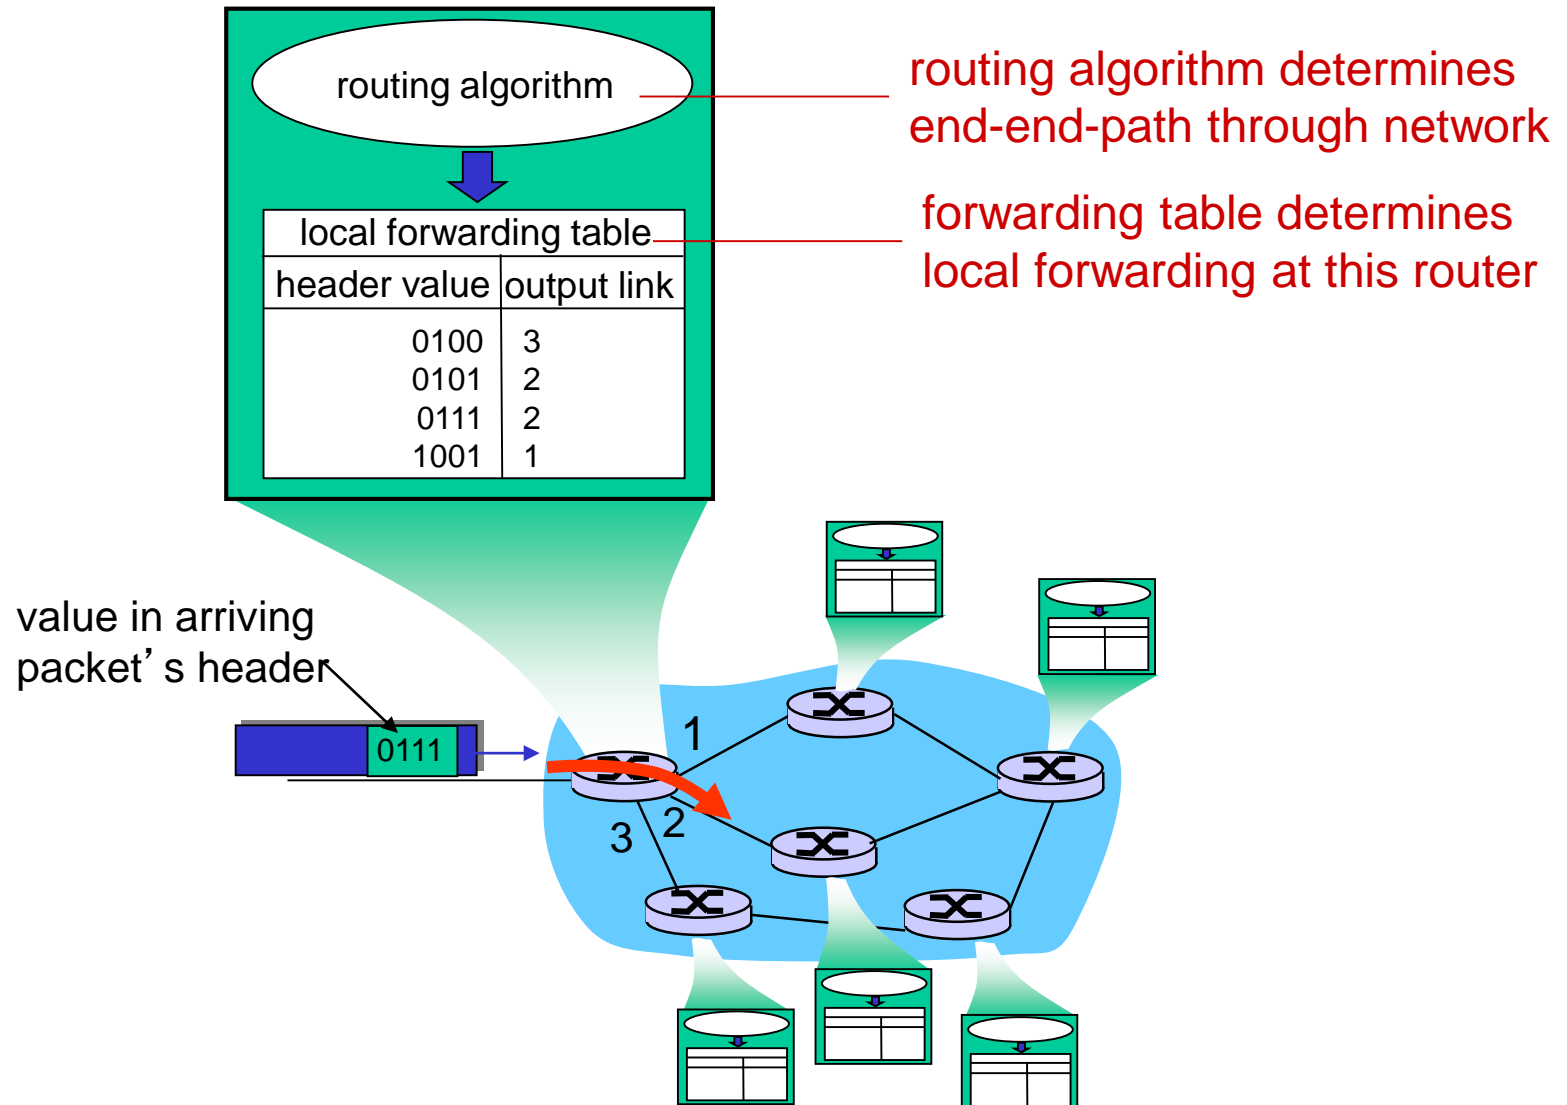 routing algorithm
routing algorithm determines
end-end-path through network
local forwarding table
forwarding table determines
local forwarding at this router
header value output link
0100 3
0101 2
0111 2
1001 1
value in arriving
packet’s header
0111
1
2
3